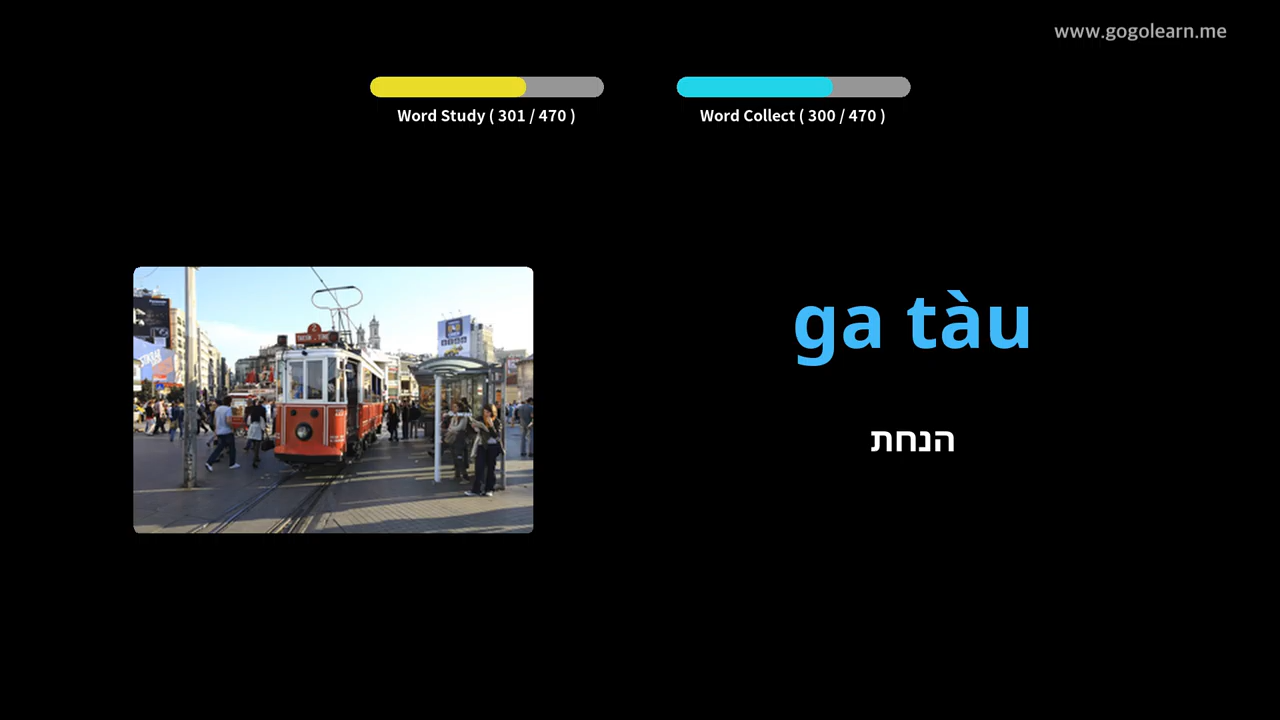 www.gogolearn.me
Word Study ( 301 / 470 )
Word Collect ( 300 / 470 )
ga tàu
הנחת